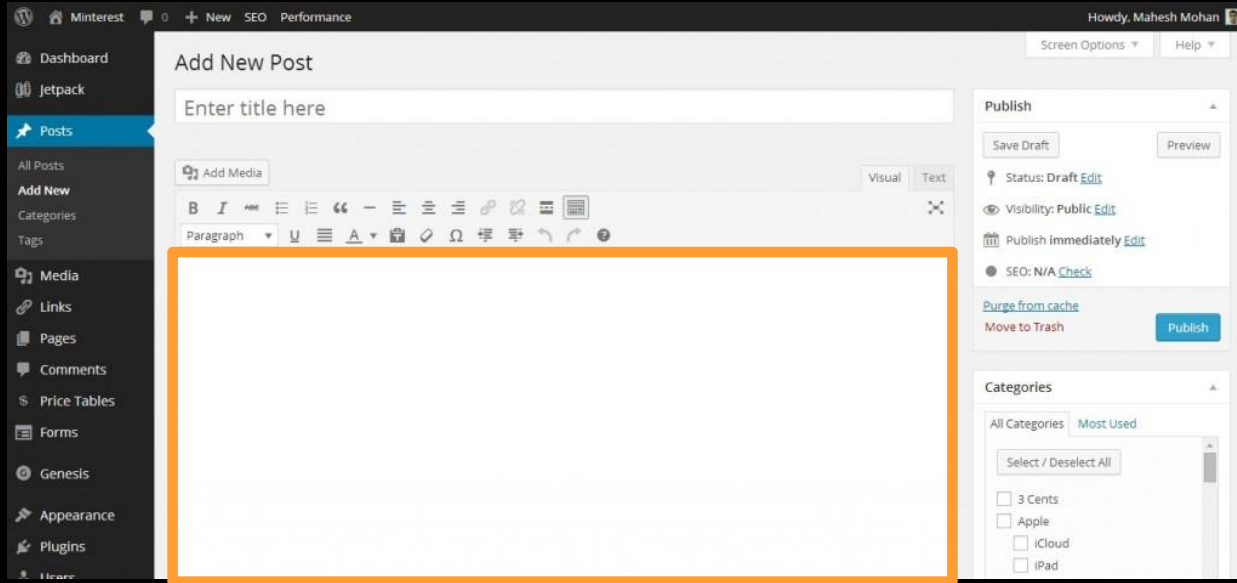 Minterest 0 + New SEO Performance
Howdy, Mahesh Mohan
Dashboard
Jetpack
Posts
All Posts
Add New
Categories
Tags
Media
Links
Pages
Comments
$ Price Tables
Forms
Genesis
Appearance
Plugins
Users
Screen Options
Help
Add New Post
Enter title here
Add Media
Visual
Text
B I ABC
Paragraph U A Ω
Publish
Save Draft
Preview
Status: Draft Edit
Visibility: Public Edit
Publish immediately Edit
SEO: N/A Check
Purge from cache
Move to Trash
Publish
Categories
All Categories
Most Used
Select / Deselect All
3 Cents
Apple
iCloud
iPad